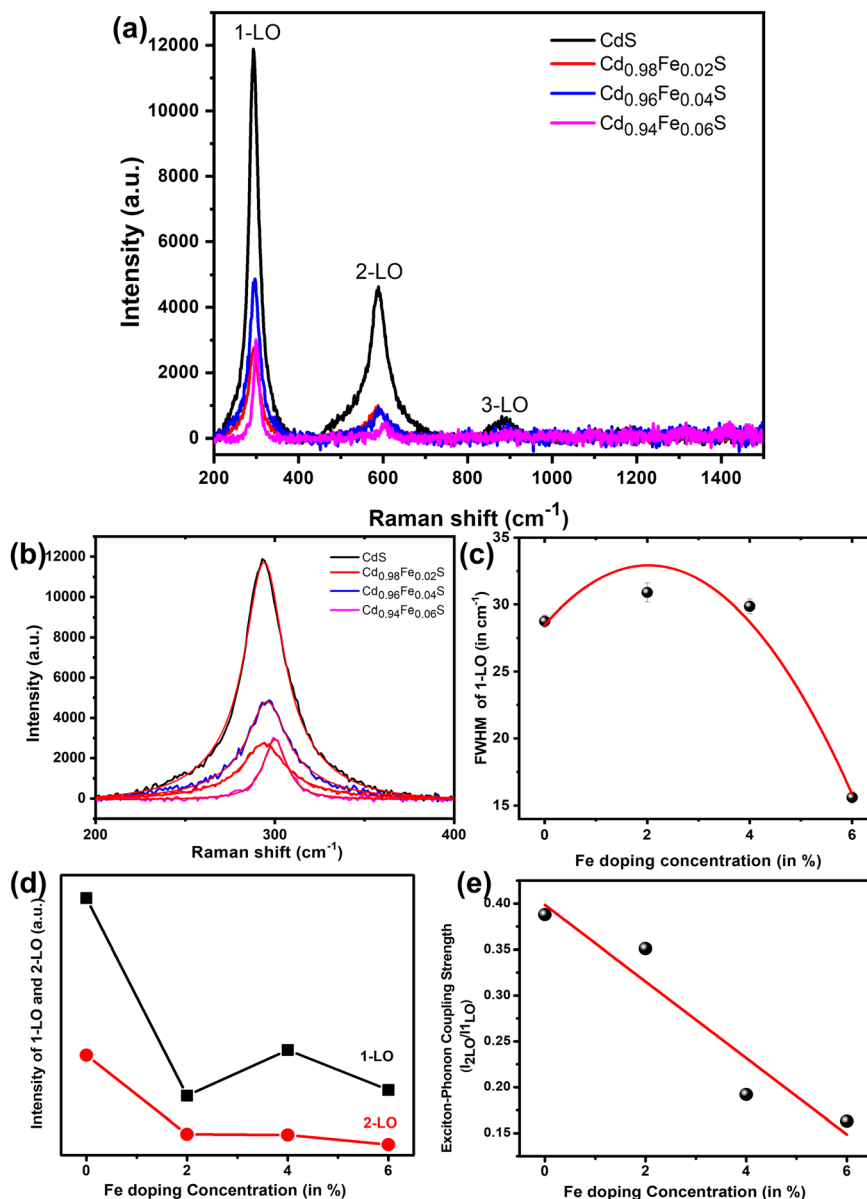 (a)
1-LO
2-LO
3-LO
CdS
Cd0.98Fe0.02S
Cd0.96Fe0.04S
Cd0.94Fe0.06S
12000
10000
8000
6000
4000
2000
0
Intensity (a.u.)
200 400 600 800 1000 1200 1400
Raman shift (cm-1)
(b)
CdS
Cd0.98Fe0.02S
Cd0.96Fe0.04S
Cd0.94Fe0.06S
12000
10000
8000
6000
4000
2000
0
Intensity (a.u.)
200 300 400
Raman shift (cm-1)
(c)
35
33
30
28
25
23
20
18
15
FWHM of 1-LO (in cm-1)
0 2 4 6
Fe doping concentration (in %)
(d)
Intensity of 1-LO and 2-LO (a.u.)
1-LO
2-LO
0 2 4 6
Fe doping Concentration (in %)
(e)
0.40
0.35
0.30
0.25
0.20
0.15
Exciton-Phonon Coupling Strength
(I2LO/I1LO)
0 2 4 6
Fe doping Concentration (in %)